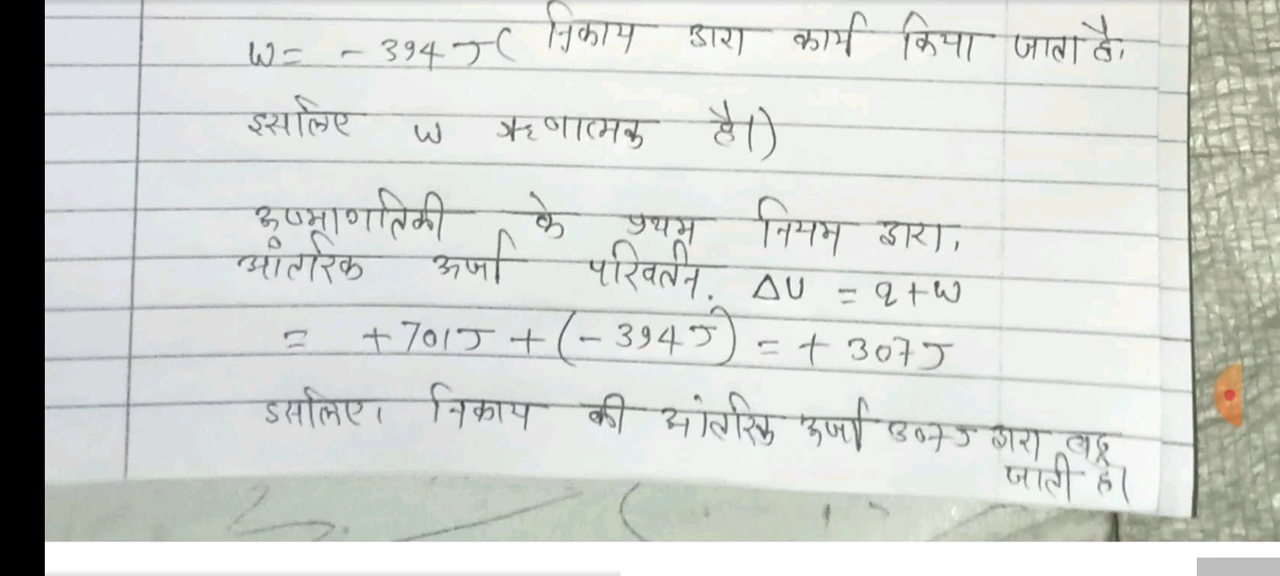 w = - 394 J ( निकाय द्वारा कार्य किया जाता है,
इसलिए w ऋणात्मक है।)
ऊष्मागतिकी के प्रथम नियम द्वारा,
आंतरिक ऊर्जा परिवर्तन, ΔU = q + w
= + 701 J + (- 394 J) = + 307 J
इसलिए, निकाय की आंतरिक ऊर्जा 307 J द्वारा बढ़
जाती है।